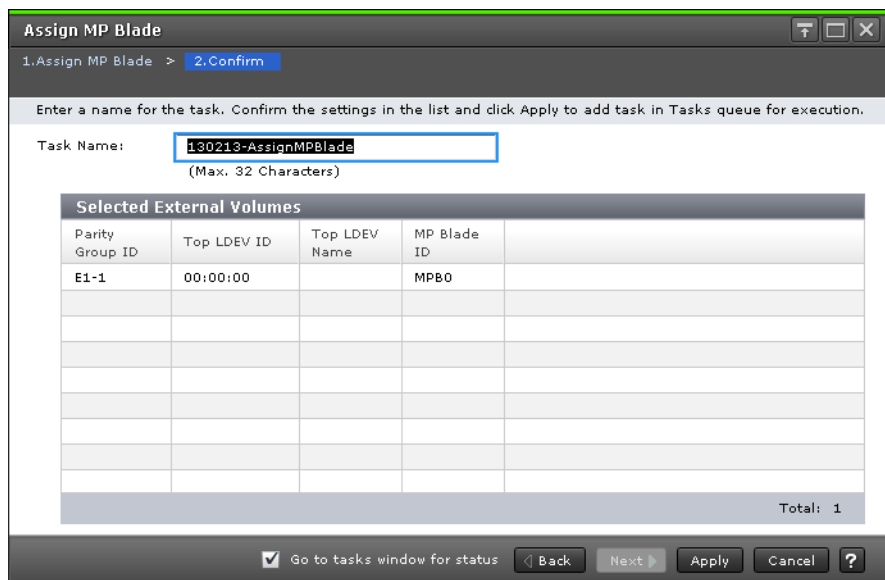 Assign MP Blade
1.Assign MP Blade > 2.Confirm
Enter a name for the task. Confirm the settings in the list and click Apply to add task in Tasks queue for execution.
Task Name: 130213-AssignMPBlade
(Max. 32 Characters)
Selected External Volumes
Parity Group ID Top LDEV ID Top LDEV Name MP Blade ID
E1-1 00:00:00 MPB0
Total: 1
Go to tasks window for status Back Next Apply Cancel ?